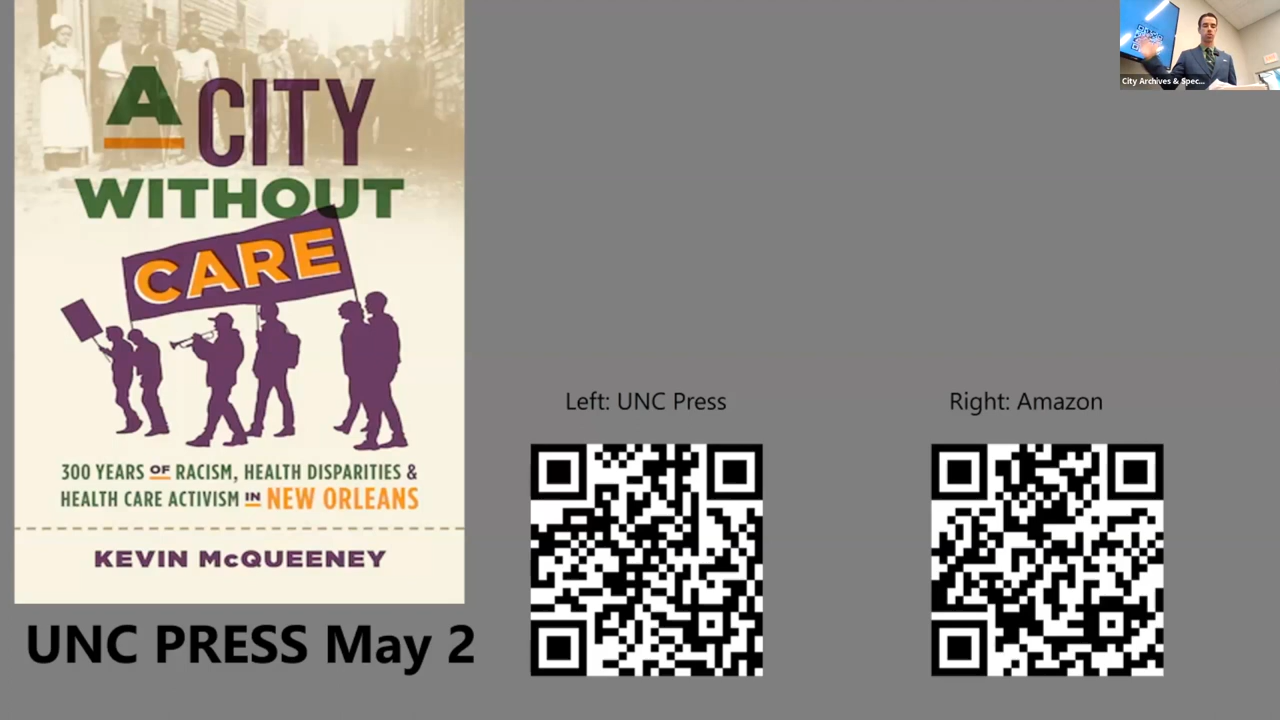 A CITY
WITHOUT
CARE
300 YEARS OF RACISM, HEALTH DISPARITIES &
HEALTH CARE ACTIVISM IN NEW ORLEANS
KEVIN McQUEENEY
UNC PRESS May 2
Left: UNC Press
Right: Amazon
City Archives & Spec...